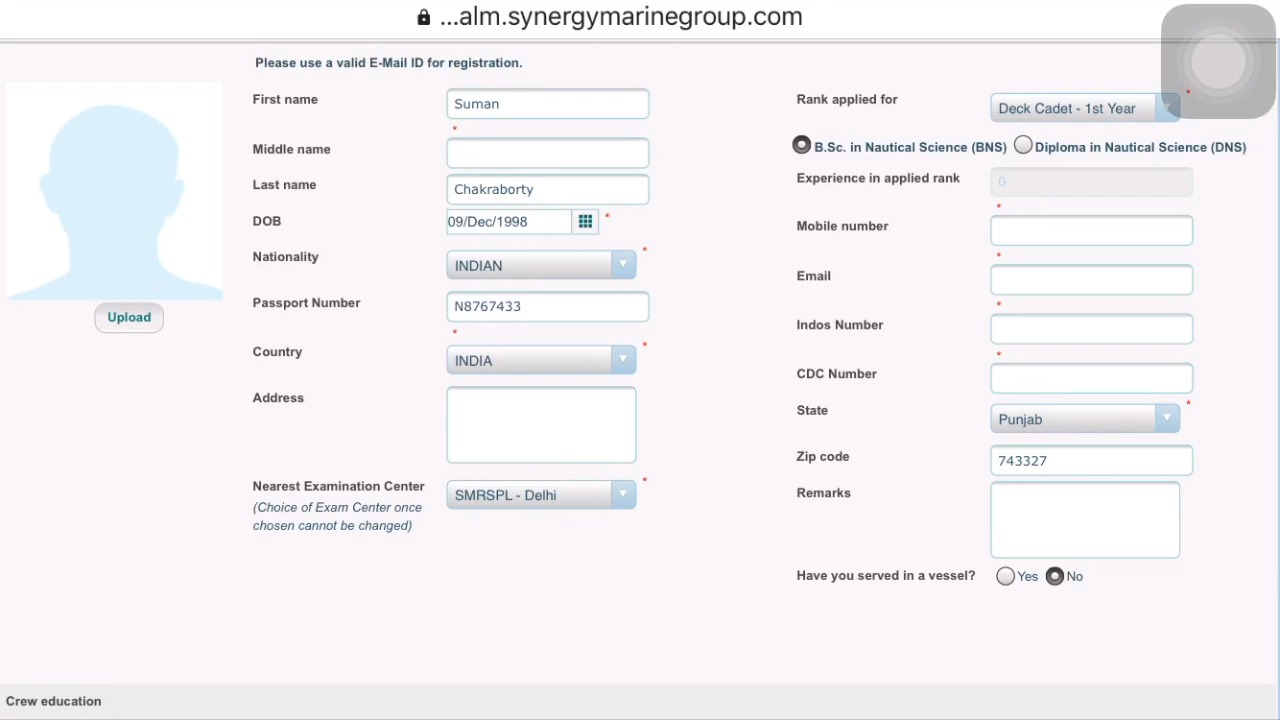 ...alm.synergymarinegroup.com
Please use a valid E-Mail ID for registration.
First name
Suman
*
Middle name
Last name
Chakraborty
DOB
09/Dec/1998
*
Nationality
INDIAN
*
Passport Number
N8767433
*
Country
INDIA
*
Address
Nearest Examination Center
(Choice of Exam Center once
chosen cannot be changed)
SMRSPL - Delhi
*
Upload
Rank applied for
Deck Cadet - 1st Year
*
B.Sc. in Nautical Science (BNS) Diploma in Nautical Science (DNS)
Experience in applied rank
0
*
Mobile number
*
Email
*
Indos Number
*
CDC Number
State
Punjab
*
Zip code
743327
Remarks
Have you served in a vessel?
Yes No
Crew education